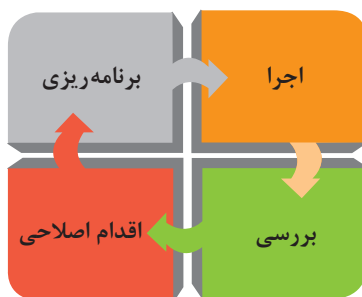 برنامه‌ریزی
اجرا
بررسی
اقدام اصلاحی